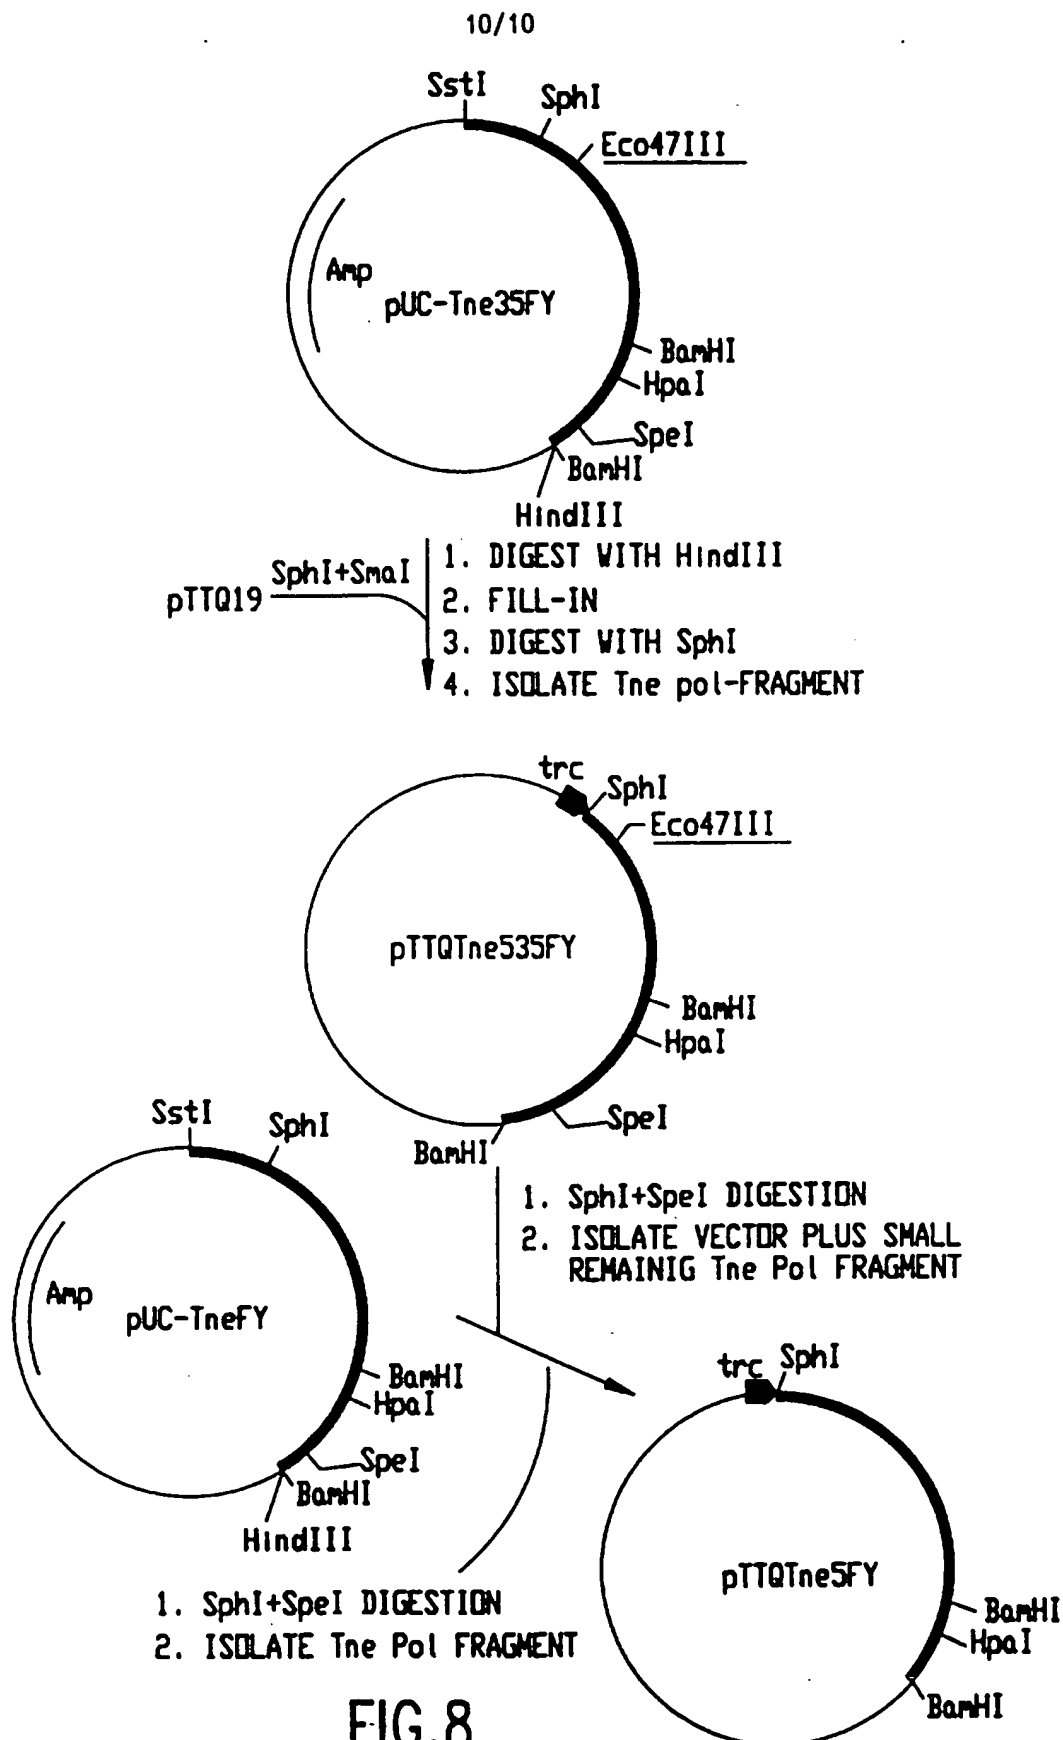 10/10
SstI
SphI
Eco47III
Amp
pUC-Tne35FY
BamHI
HpaI
SpeI
BamHI
HindIII
pTTQ19
SphI+SmaI
1. DIGEST WITH HindIII
2. FILL-IN
3. DIGEST WITH SphI
4. ISOLATE Tne pol-FRAGMENT
trc
SphI
Eco47III
pTTQTne535FY
BamHI
HpaI
SpeI
BamHI
1. SphI+SpeI DIGESTION
2. ISOLATE VECTOR PLUS SMALL
REMAINIG Tne Pol FRAGMENT
SstI
SphI
Amp
pUC-TneFY
BamHI
HpaI
SpeI
BamHI
HindIII
1. SphI+SpeI DIGESTION
2. ISOLATE Tne Pol FRAGMENT
trc
SphI
pTTQTne5FY
BamHI
HpaI
BamHI
FIG.8